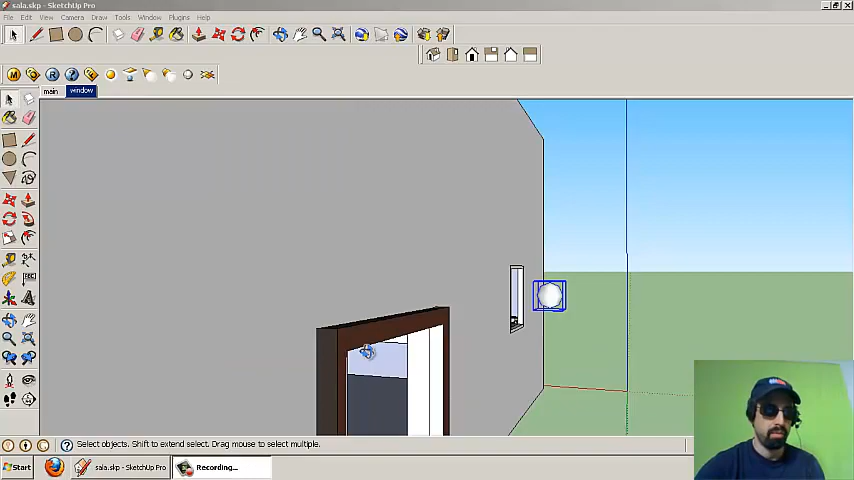 sala.skp - SketchUp Pro
File Edit View Camera Draw Tools Window Plugins Help
M R
main window
Select objects. Shift to extend select. Drag mouse to select multiple.
Start sala.skp - SketchUp Pro Recording...